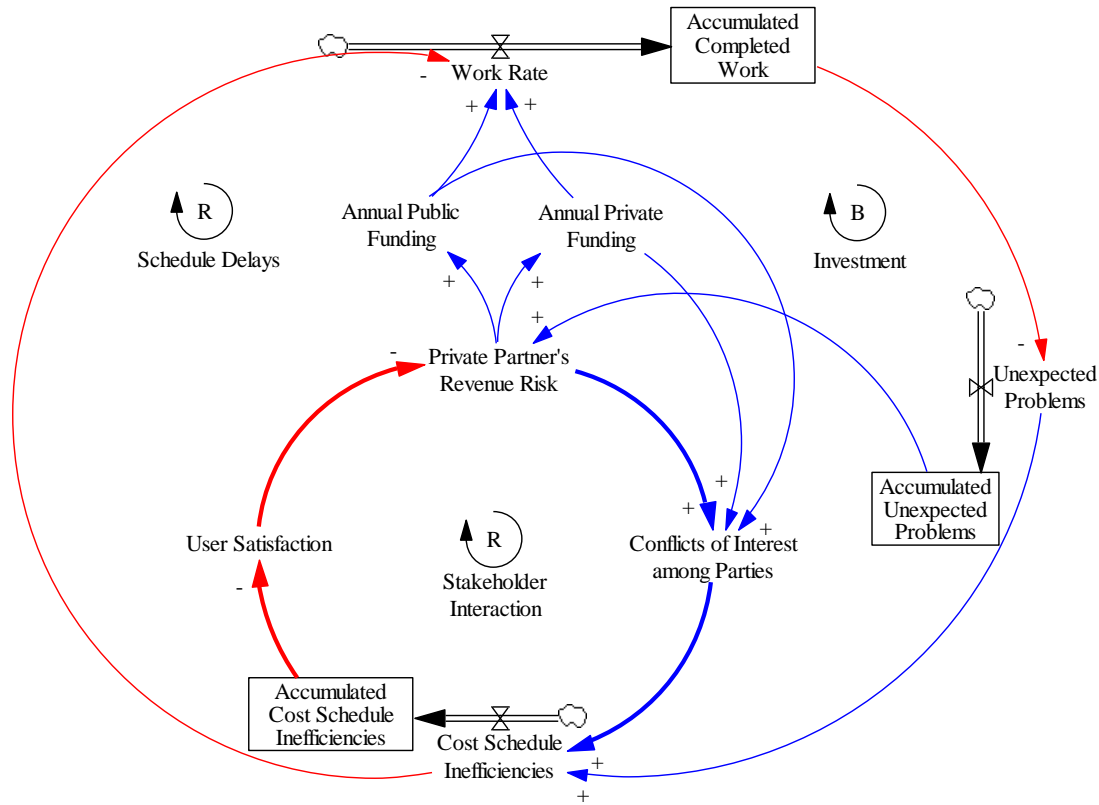 Accumulated
Completed
Work
-
Work Rate
+
+
Annual Public
Funding
Annual Private
Funding
R
Schedule Delays
B
Investment
+
+
+
-
Private Partner's
Revenue Risk
-
Unexpected
Problems
Accumulated
Unexpected
Problems
+
+
+
User Satisfaction
R
Stakeholder
Interaction
Conflicts of Interest
among Parties
-
Accumulated
Cost Schedule
Inefficiencies
Cost Schedule
Inefficiencies
+
+